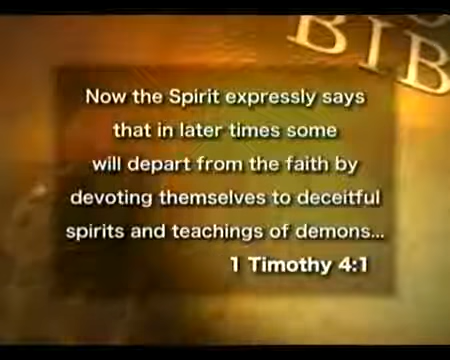 BIB
Now the Spirit expressly says
that in later times some
will depart from the faith by
devoting themselves to deceitful
spirits and teachings of demons...
1 Timothy 4:1